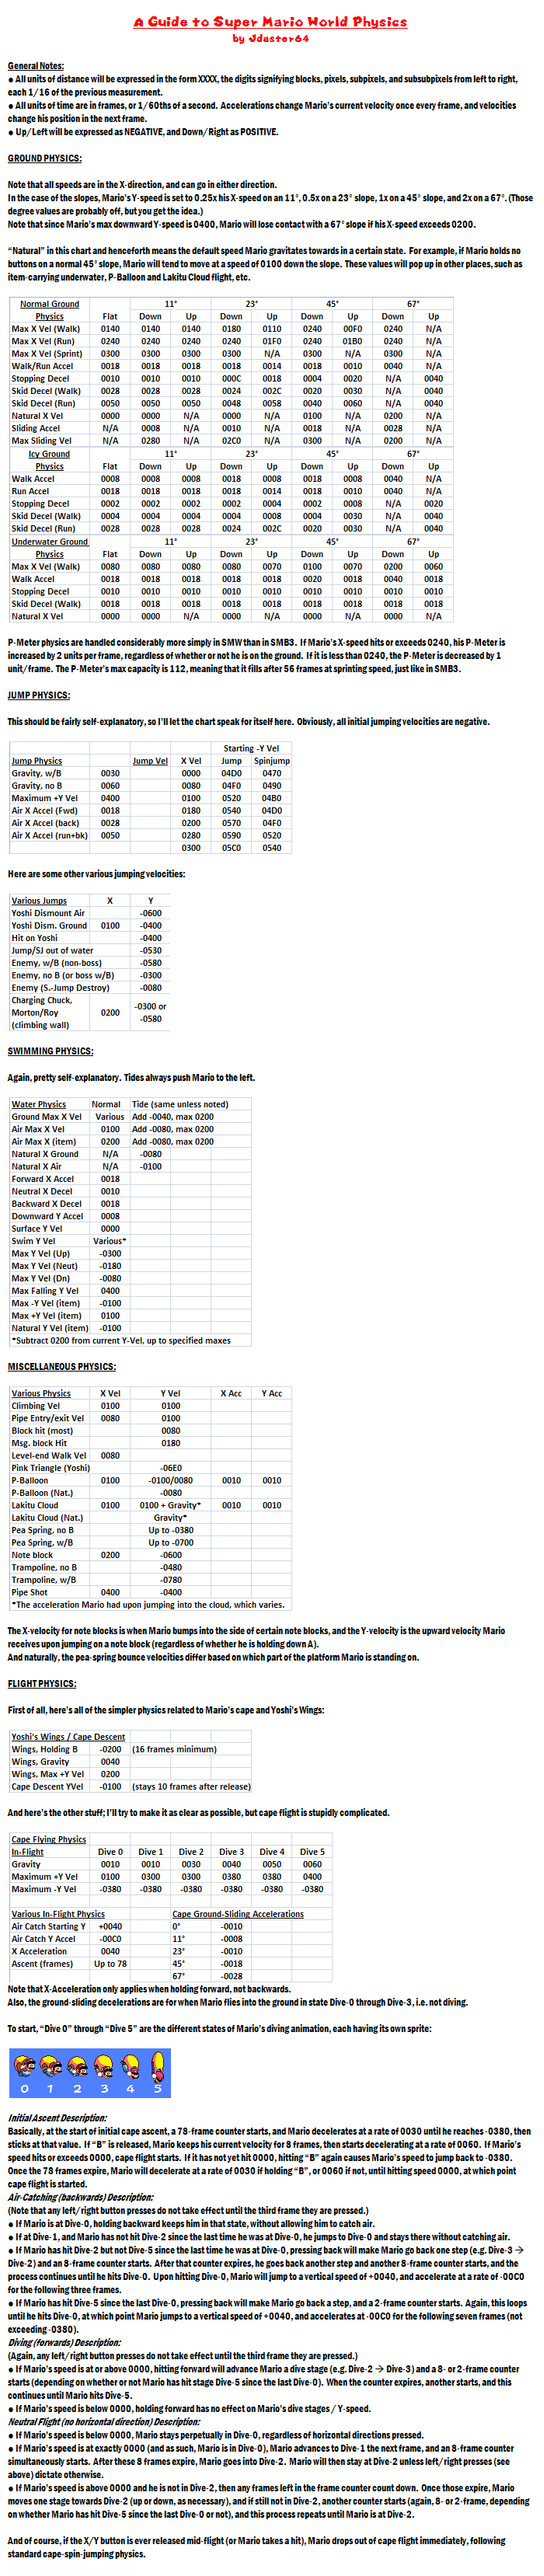 A Guide to Super Mario World Physics
by Jdaster64
General Notes:
● All units of distance will be expressed in the form XXXX, the digits signifying blocks, pixels, subpixels, and subsubpixels from left to right,
each 1/16 of the previous measurement.
● All units of time are in frames, or 1/60ths of a second. Accelerations change Mario's current velocity once every frame, and velocities
change his position in the next frame.
● Up/Left will be expressed as NEGATIVE, and Down/Right as POSITIVE.
GROUND PHYSICS:
Note that all speeds are in the X-direction, and can go in either direction.
In the case of the slopes, Mario's Y-speed is set to 0.25x his X-speed on an 11°, 0.5x on a 23° slope, 1x on a 45° slope, and 2x on a 67°. (Those
degree values are probably off, but you get the idea.)
Note that since Mario's max downward Y-speed is 0400, Mario will lose contact with a 67° slope if his X-speed exceeds 0200.
"Natural" in this chart and henceforth means the default speed Mario gravitates towards in a certain state. For example, if Mario holds no
buttons on a normal 45° slope, Mario will tend to move at a speed of 0100 down the slope. These values will pop up in other places, such as
item-carrying underwater, P-Balloon and Lakitu Cloud flight, etc.
Normal Ground 11° 23° 45° 67°
Physics Flat Down Up Down Up Down Up Down Up
Max X Vel (Walk) 0140 0140 0140 0180 0110 0240 00F0 0240 N/A
Max X Vel (Run) 0240 0240 0240 0240 01F0 0240 01B0 0240 N/A
Max X Vel (Sprint) 0300 0300 0300 0300 N/A 0300 N/A 0300 N/A
Walk/Run Accel 0018 0018 0018 0018 0014 0018 0010 0040 N/A
Stopping Decel 0010 0010 0010 000C 0018 0004 0020 N/A 0040
Skid Decel (Walk) 0028 0028 0028 0024 002C 0020 0030 N/A 0040
Skid Decel (Run) 0050 0050 0050 0048 0058 0040 0060 N/A 0040
Natural X Vel 0000 0000 N/A 0000 N/A 0100 N/A 0200 N/A
Sliding Accel N/A 0008 N/A 0010 N/A 0018 N/A 0028 N/A
Max Sliding Vel N/A 0280 N/A 02C0 N/A 0300 N/A 0200 N/A
Icy Ground 11° 23° 45° 67°
Physics Flat Down Up Down Up Down Up Down Up
Walk Accel 0008 0008 0008 0018 0008 0018 0008 0040 N/A
Run Accel 0018 0018 0018 0018 0014 0018 0010 0040 N/A
Stopping Decel 0002 0002 0002 0002 0004 0002 0008 N/A 0020
Skid Decel (Walk) 0004 0004 0004 0004 0008 0004 0030 N/A 0040
Skid Decel (Run) 0028 0028 0028 0024 002C 0020 0030 N/A 0040
Underwater Ground 11° 23° 45° 67°
Physics Flat Down Up Down Up Down Up Down Up
Max X Vel (Walk) 0080 0080 0080 0080 0070 0100 0070 0200 0060
Walk Accel 0018 0018 0018 0018 0018 0020 0018 0040 0018
Stopping Decel 0010 0010 0010 0010 0010 0010 0010 0010 0010
Skid Decel (Walk) 0018 0018 0018 0018 0018 0018 0018 0018 0018
Natural X Vel 0000 0000 N/A 0000 N/A 0000 N/A 0000 N/A
P-Meter physics are handled considerably more simply in SMW than in SMB3. If Mario's X-speed hits or exceeds 0240, his P-Meter is
increased by 2 units per frame, regardless of whether or not he is on the ground. If it is less than 0240, the P-Meter is decreased by 1
unit/frame. The P-Meter's max capacity is 112, meaning that it fills after 56 frames at sprinting speed, just like in SMB3.
JUMP PHYSICS:
This should be fairly self-explanatory, so I'll let the chart speak for itself here. Obviously, all initial jumping velocities are negative.
Starting -Y Vel
Jump Physics Jump Vel X Vel Jump Spinjump
Gravity, w/B 0030 0000 04D0 0470
Gravity, no B 0060 0080 04F0 0490
Maximum +Y Vel 0400 0100 0520 04B0
Air X Accel (Fwd) 0018 0180 0540 04D0
Air X Accel (back) 0028 0200 0570 04F0
Air X Accel (run+bk) 0050 0280 0590 0520
0300 05C0 0540
Here are some other various jumping velocities:
Various Jumps X Y
Yoshi Dismount Air -0600
Yoshi Dism. Ground 0100 -0400
Hit on Yoshi -0400
Jump/SJ out of water -0530
Enemy, w/B (non-boss) -0580
Enemy, no B (or boss w/B) -0300
Enemy (S.-Jump Destroy) -0080
Charging Chuck,
Morton/Roy 0200 -0300 or
(climbing wall) -0580
SWIMMING PHYSICS:
Again, pretty self-explanatory. Tides always push Mario to the left.
Water Physics Normal Tide (same unless noted)
Ground Max X Vel Various Add -0040, max 0200
Air Max X Vel 0100 Add -0080, max 0200
Air Max X (item) 0200 Add -0080, max 0200
Natural X Ground N/A -0080
Natural X Air N/A -0100
Forward X Accel 0018
Neutral X Decel 0010
Backward X Decel 0018
Downward Y Accel 0008
Surface Y Vel 0000
Swim Y Vel Various*
Max Y Vel (Up) -0300
Max Y Vel (Neut) -0180
Max Y Vel (Dn) -0080
Max Falling Y Vel 0400
Max -Y Vel (item) -0100
Max +Y Vel (item) 0100
Natural Y Vel (item) -0100
*Subtract 0200 from current Y-Vel, up to specified maxes
MISCELLANEOUS PHYSICS:
Various Physics X Vel Y Vel X Acc Y Acc
Climbing Vel 0100 0100
Pipe Entry/exit Vel 0080 0100
Block hit (most) 0080
Msg. block Hit 0180
Level-end Walk Vel 0080
Pink Triangle (Yoshi) -06E0
P-Balloon 0100 -0100/0080 0010 0010
P-Balloon (Nat.) -0080
Lakitu Cloud 0100 0100 + Gravity* 0010 0010
Lakitu Cloud (Nat.) Gravity*
Pea Spring, no B Up to -0380
Pea Spring, w/B Up to -0700
Note block 0200 -0600
Trampoline, no B -0480
Trampoline, w/B -0780
Pipe Shot 0400 -0400
*The acceleration Mario had upon jumping into the cloud, which varies.
The X-velocity for note blocks is when Mario bumps into the side of certain note blocks, and the Y-velocity is the upward velocity Mario
receives upon jumping on a note block (regardless of whether he is holding down A).
And naturally, the pea-spring bounce velocities differ based on which part of the platform Mario is standing on.
FLIGHT PHYSICS:
First of all, here's all of the simpler physics related to Mario's cape and Yoshi's Wings:
Yoshi's Wings / Cape Descent
Wings, Holding B -0200 (16 frames minimum)
Wings, Gravity 0040
Wings, Max +Y Vel 0200
Cape Descent YVel -0100 (stays 10 frames after release)
And here's the other stuff; I'll try to make it as clear as possible, but cape flight is stupidly complicated.
Cape Flying Physics
In-Flight Dive 0 Dive 1 Dive 2 Dive 3 Dive 4 Dive 5
Gravity 0010 0010 0030 0040 0050 0060
Maximum +Y Vel 0100 0300 0300 0380 0380 0400
Maximum -Y Vel -0380 -0380 -0380 -0380 -0380 -0380
Various In-Flight Physics Cape Ground-Sliding Accelerations
Air Catch Starting Y +0040 0° -0010
Air Catch Y Accel -00C0 11° -0008
X Acceleration 0040 23° -0010
Ascent (frames) Up to 78 45° -0018
67° -0028
Note that X-Acceleration only applies when holding forward, not backwards.
Also, the ground-sliding decelerations are for when Mario flies into the ground in state Dive-0 through Dive-3, i.e. not diving.
To start, "Dive 0" through "Dive 5" are the different states of Mario's diving animation, each having its own sprite:
0 1 2 3 4 5
Initial Ascent Description:
Basically, at the start of initial cape ascent, a 78-frame counter starts, and Mario decelerates at a rate of 0030 until he reaches -0380, then
sticks at that value. If "B" is released, Mario keeps his current velocity for 8 frames, then starts decelerating at a rate of 0060. If Mario's
speed hits or exceeds 0000, cape flight starts. If it has not yet hit 0000, hitting "B" again causes Mario's speed to jump back to -0380.
Once the 78 frames expire, Mario will decelerate at a rate of 0030 if holding "B", or 0060 if not, until hitting speed 0000, at which point
cape flight is started.
Air-Catching (backwards) Description:
(Note that any left/right button presses do not take effect until the third frame they are pressed.)
● If Mario is at Dive-0, holding backward keeps him in that state, without allowing him to catch air.
● If at Dive-1, and Mario has not hit Dive-2 since the last time he was at Dive-0, he jumps to Dive-0 and stays there without catching air.
● If Mario has hit Dive-2 but not Dive-5 since the last time he was at Dive-0, pressing back will make Mario go back one step (e.g. Dive-3 →
Dive-2) and an 8-frame counter starts. After that counter expires, he goes back another step and another 8-frame counter starts, and the
process continues until he hits Dive-0. Upon hitting Dive-0, Mario will jump to a vertical speed of +0040, and accelerate at a rate of -00C0
for the following three frames.
● If Mario has hit Dive-5 since the last Dive-0, pressing back will make Mario go back a step, and a 2-frame counter starts. Again, this loops
until he hits Dive-0, at which point Mario jumps to a vertical speed of +0040, and accelerates at -00C0 for the following seven frames (not
exceeding -0380).
Diving (forwards) Description:
(Again, any left/right button presses do not take effect until the third frame they are pressed.)
● If Mario's speed is at or above 0000, hitting forward will advance Mario a dive stage (e.g. Dive-2 → Dive-3) and a 8- or 2-frame counter
starts (depending on whether or not Mario has hit stage Dive-5 since the last Dive-0). When the counter expires, another starts, and this
continues until Mario hits Dive-5.
● If Mario's speed is below 0000, holding forward has no effect on Mario's dive stages / Y-speed.
Neutral Flight (no horizontal direction) Description:
● If Mario's speed is below 0000, Mario stays perpetually in Dive-0, regardless of horizontal directions pressed.
● If Mario's speed is at exactly 0000 (and as such, Mario is in Dive-0), Mario advances to Dive-1 the next frame, and an 8-frame counter
simultaneously starts. After these 8 frames expire, Mario goes into Dive-2. Mario will then stay at Dive-2 unless left/right presses (see
above) dictate otherwise.
● If Mario's speed is above 0000 and he is not in Dive-2, then any frames left in the frame counter count down. Once those expire, Mario
moves one stage towards Dive-2 (up or down, as necessary), and if still not in Dive-2, another counter starts (again, 8- or 2-frame, depending
on whether Mario has hit Dive-5 since the last Dive-0 or not), and this process repeats until Mario is at Dive-2.
And of course, if the X/Y button is ever released mid-flight (or Mario takes a hit), Mario drops out of cape flight immediately, following
standard cape-spin-jumping physics.